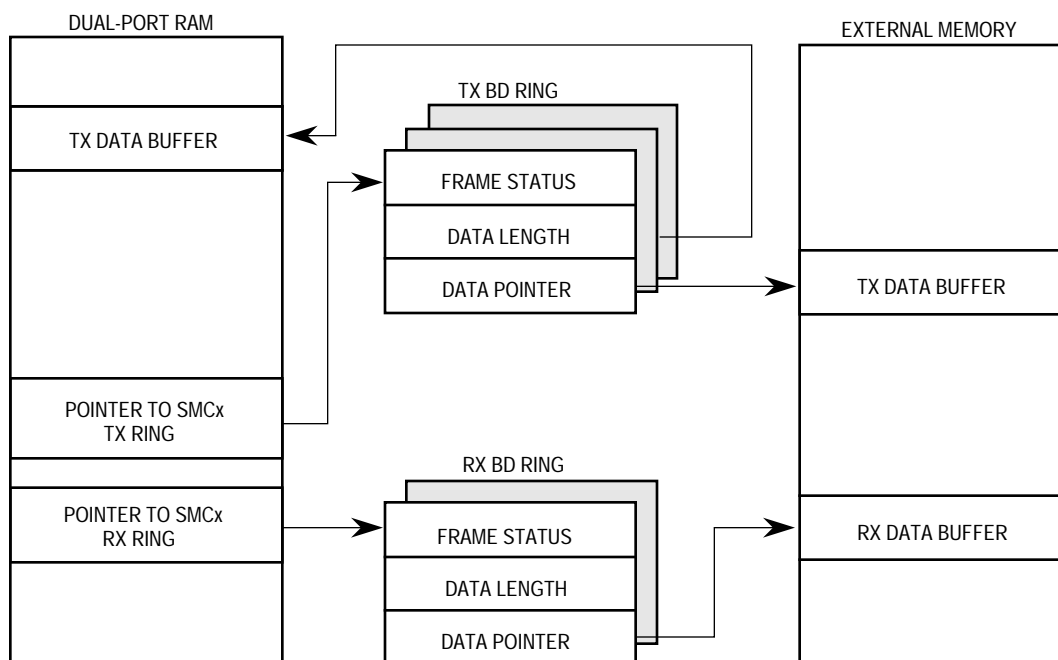 DUAL-PORT RAM
TX DATA BUFFER
POINTER TO SMCx
TX RING
POINTER TO SMCx
RX RING
TX BD RING
FRAME STATUS
DATA LENGTH
DATA POINTER
RX BD RING
FRAME STATUS
DATA LENGTH
DATA POINTER
EXTERNAL MEMORY
TX DATA BUFFER
RX DATA BUFFER